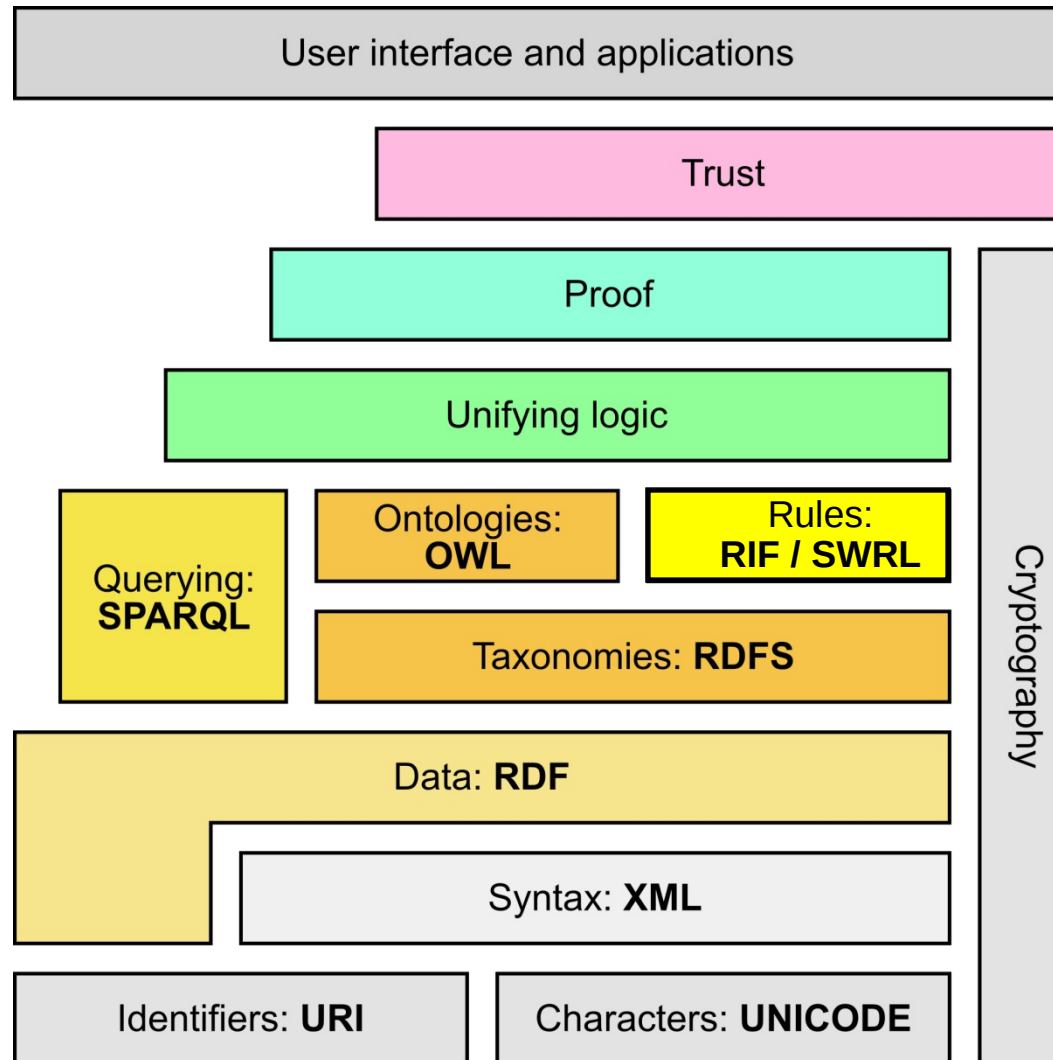 User interface and applications
Trust
Proof
Unifying logic
Querying:
SPARQL
Ontologies:
OWL
Rules:
RIF / SWRL
Taxonomies: RDFS
Cryptography
Data: RDF
Syntax: XML
Identifiers: URI
Characters: UNICODE